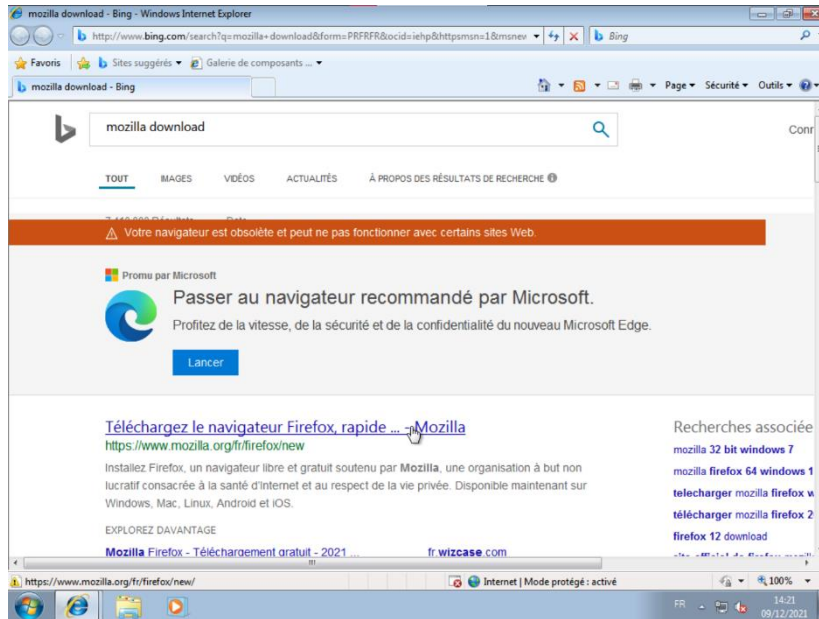 mozilla download - Bing - Windows Internet Explorer
http://www.bing.com/search?q=mozilla+download&form=PRFRFR&ocid=iehp&httpsmsn=1&msnev
Bing
Favoris Sites suggérés Galerie de composants ...
mozilla download - Bing
Page Sécurité Outils
mozilla download
Conn
TOUT IMAGES VIDÉOS ACTUALITÉS À PROPOS DES RÉSULTATS DE RECHERCHE
Votre navigateur est obsolète et peut ne pas fonctionner avec certains sites Web.
Promu par Microsoft
Passer au navigateur recommandé par Microsoft.
Profitez de la vitesse, de la sécurité et de la confidentialité du nouveau Microsoft Edge.
Lancer
Téléchargez le navigateur Firefox, rapide ... - Mozilla
https://www.mozilla.org/fr/firefox/new
Installez Firefox, un navigateur libre et gratuit soutenu par Mozilla, une organisation à but non
lucratif consacrée à la santé d'Internet et au respect de la vie privée. Disponible maintenant sur
Windows, Mac, Linux, Android et iOS.
EXPLOREZ DAVANTAGE
Mozilla Firefox - Téléchargement gratuit - 2021 ... fr.wizcase.com
Recherches associée
mozilla 32 bit windows 7
mozilla firefox 64 windows 1
telecharger mozilla firefox w
télécharger mozilla firefox 2
firefox 12 download
https://www.mozilla.org/fr/firefox/new/
Internet | Mode protégé : activé
100%
FR
14:21
09/12/2021